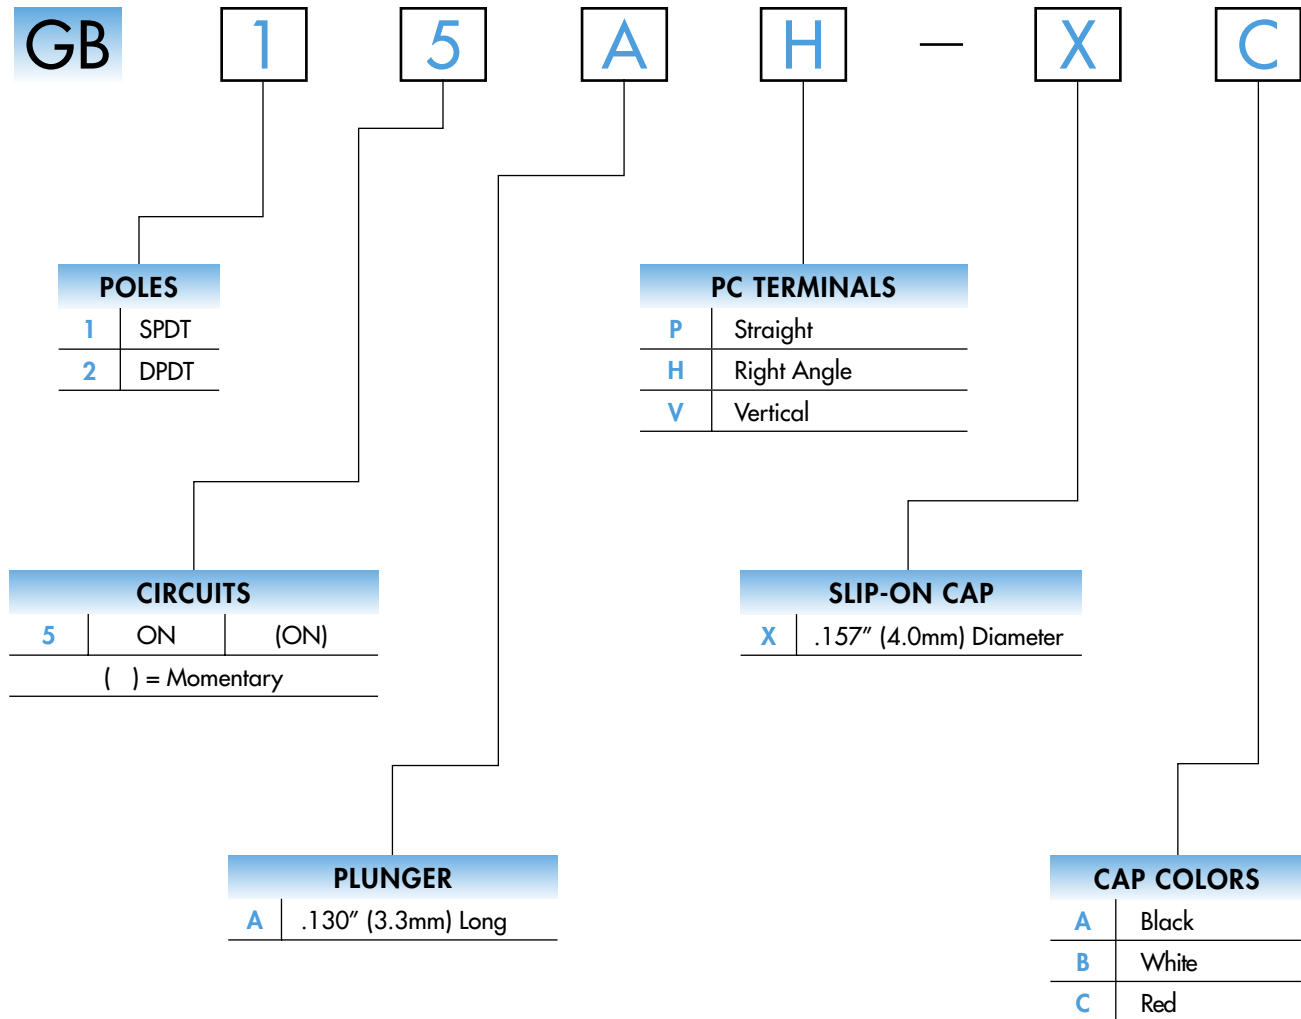 GB 1 5 A H — X C
POLES
1 SPDT
2 DPDT
PC TERMINALS
P Straight
H Right Angle
V Vertical
CIRCUITS
5 ON (ON)
( ) = Momentary
SLIP-ON CAP
X .157" (4.0mm) Diameter
PLUNGER
A .130" (3.3mm) Long
CAP COLORS
A Black
B White
C Red